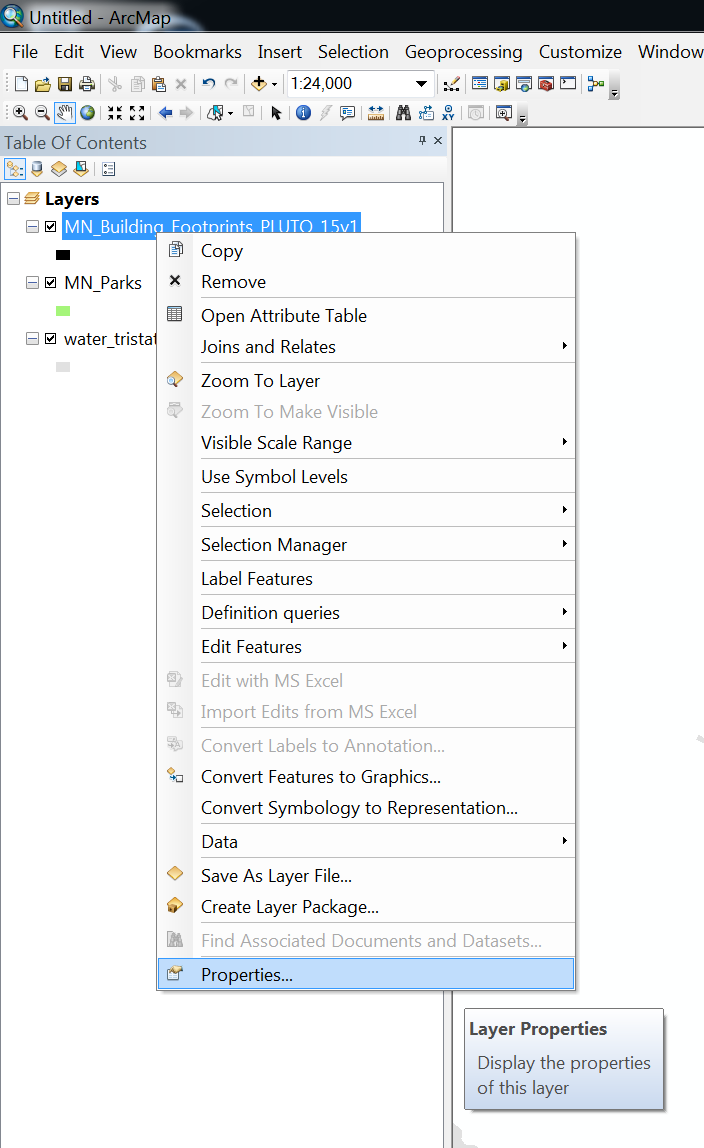 Untitled - ArcMap
File Edit View Bookmarks Insert Selection Geoprocessing Customize Window
1:24,000
Table Of Contents
Layers
MN_Building_Footprints_PLUTO_15v1
MN_Parks
water_tristat
Copy
Remove
Open Attribute Table
Joins and Relates
Zoom To Layer
Zoom To Make Visible
Visible Scale Range
Use Symbol Levels
Selection
Selection Manager
Label Features
Definition queries
Edit Features
Edit with MS Excel
Import Edits from MS Excel
Convert Labels to Annotation...
Convert Features to Graphics...
Convert Symbology to Representation...
Data
Save As Layer File...
Create Layer Package...
Find Associated Documents and Datasets...
Properties...
Layer Properties
Display the properties
of this layer